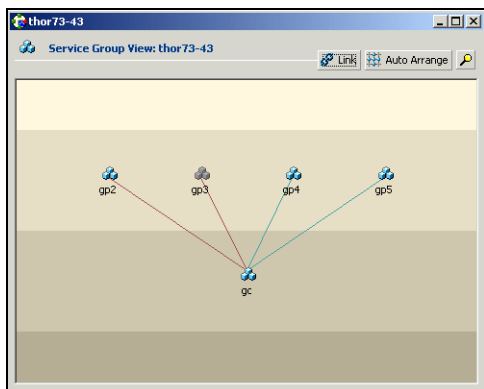 thor73-43
Service Group View: thor73-43
Link
Auto Arrange
gp2
gp3
gp4
gp5
gc